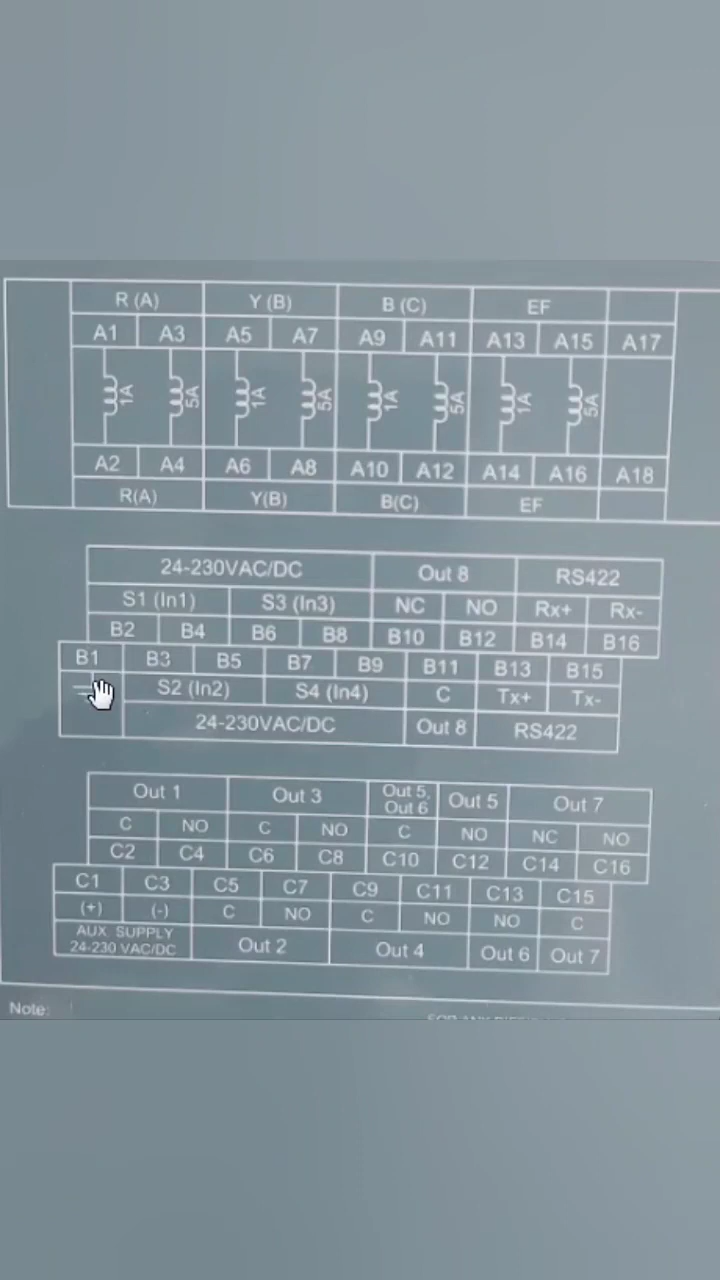 R (A) Y (B) B (C) EF
A1 A3 A5 A7 A9 A11 A13 A15 A17
1A 5A 1A 5A 1A 5A 1A 5A
A2 A4 A6 A8 A10 A12 A14 A16 A18
R(A) Y(B) B(C) EF
24-230VAC/DC Out 8 RS422
S1 (In1) S3 (In3) NC NO Rx+ Rx-
B2 B4 B6 B8 B10 B12 B14 B16
B1 B3 B5 B7 B9 B11 B13 B15
S2 (In2) S4 (In4) C Tx+ Tx-
24-230VAC/DC Out 8 RS422
Out 1 Out 3 Out 5, Out 6 Out 5 Out 7
C NO C NO C NO NC NO
C2 C4 C6 C8 C10 C12 C14 C16
C1 C3 C5 C7 C9 C11 C13 C15
(+) (-) C NO C NO NO C
AUX. SUPPLY
24-230 VAC/DC Out 2 Out 4 Out 6 Out 7
Note:
FOR ANY